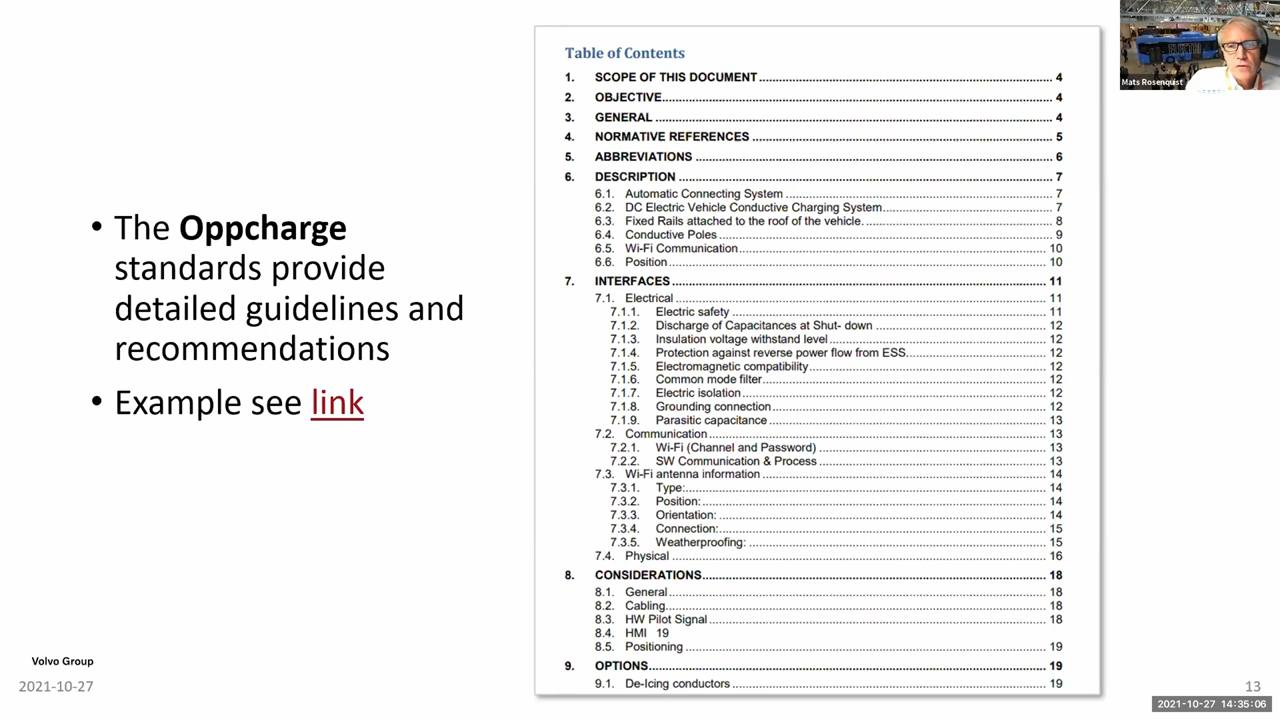 • The Oppcharge
standards provide
detailed guidelines and
recommendations
• Example see link
Table of Contents
1. SCOPE OF THIS DOCUMENT 4
2. OBJECTIVE 4
3. GENERAL 4
4. NORMATIVE REFERENCES 5
5. ABBREVIATIONS 6
6. DESCRIPTION 7
6.1. Automatic Connecting System 7
6.2. DC Electric Vehicle Conductive Charging System 7
6.3. Fixed Rails attached to the roof of the vehicle. 8
6.4. Conductive Poles 9
6.5. Wi-Fi Communication 10
6.6. Position 10
7. INTERFACES 11
7.1. Electrical 11
7.1.1. Electric safety 11
7.1.2. Discharge of Capacitances at Shut- down 12
7.1.3. Insulation voltage withstand level 12
7.1.4. Protection against reverse power flow from ESS. 12
7.1.5. Electromagnetic compatibility 12
7.1.6. Common mode filter 12
7.1.7. Electric isolation 12
7.1.8. Grounding connection 12
7.1.9. Parasitic capacitance 13
7.2. Communication 13
7.2.1. Wi-Fi (Channel and Password) 13
7.2.2. SW Communication & Process 13
7.3. Wi-Fi antenna information 14
7.3.1. Type: 14
7.3.2. Position: 14
7.3.3. Orientation: 14
7.3.4. Connection: 15
7.3.5. Weatherproofing: 15
7.4. Physical 16
8. CONSIDERATIONS 18
8.1. General 18
8.2. Cabling 18
8.3. HW Pilot Signal 18
8.4. HMI 19
8.5. Positioning 19
9. OPTIONS 19
9.1. De-Icing conductors 19
Mats Rosenquist
Volvo Group
2021-10-27
13
2021-10-27 14:35:06